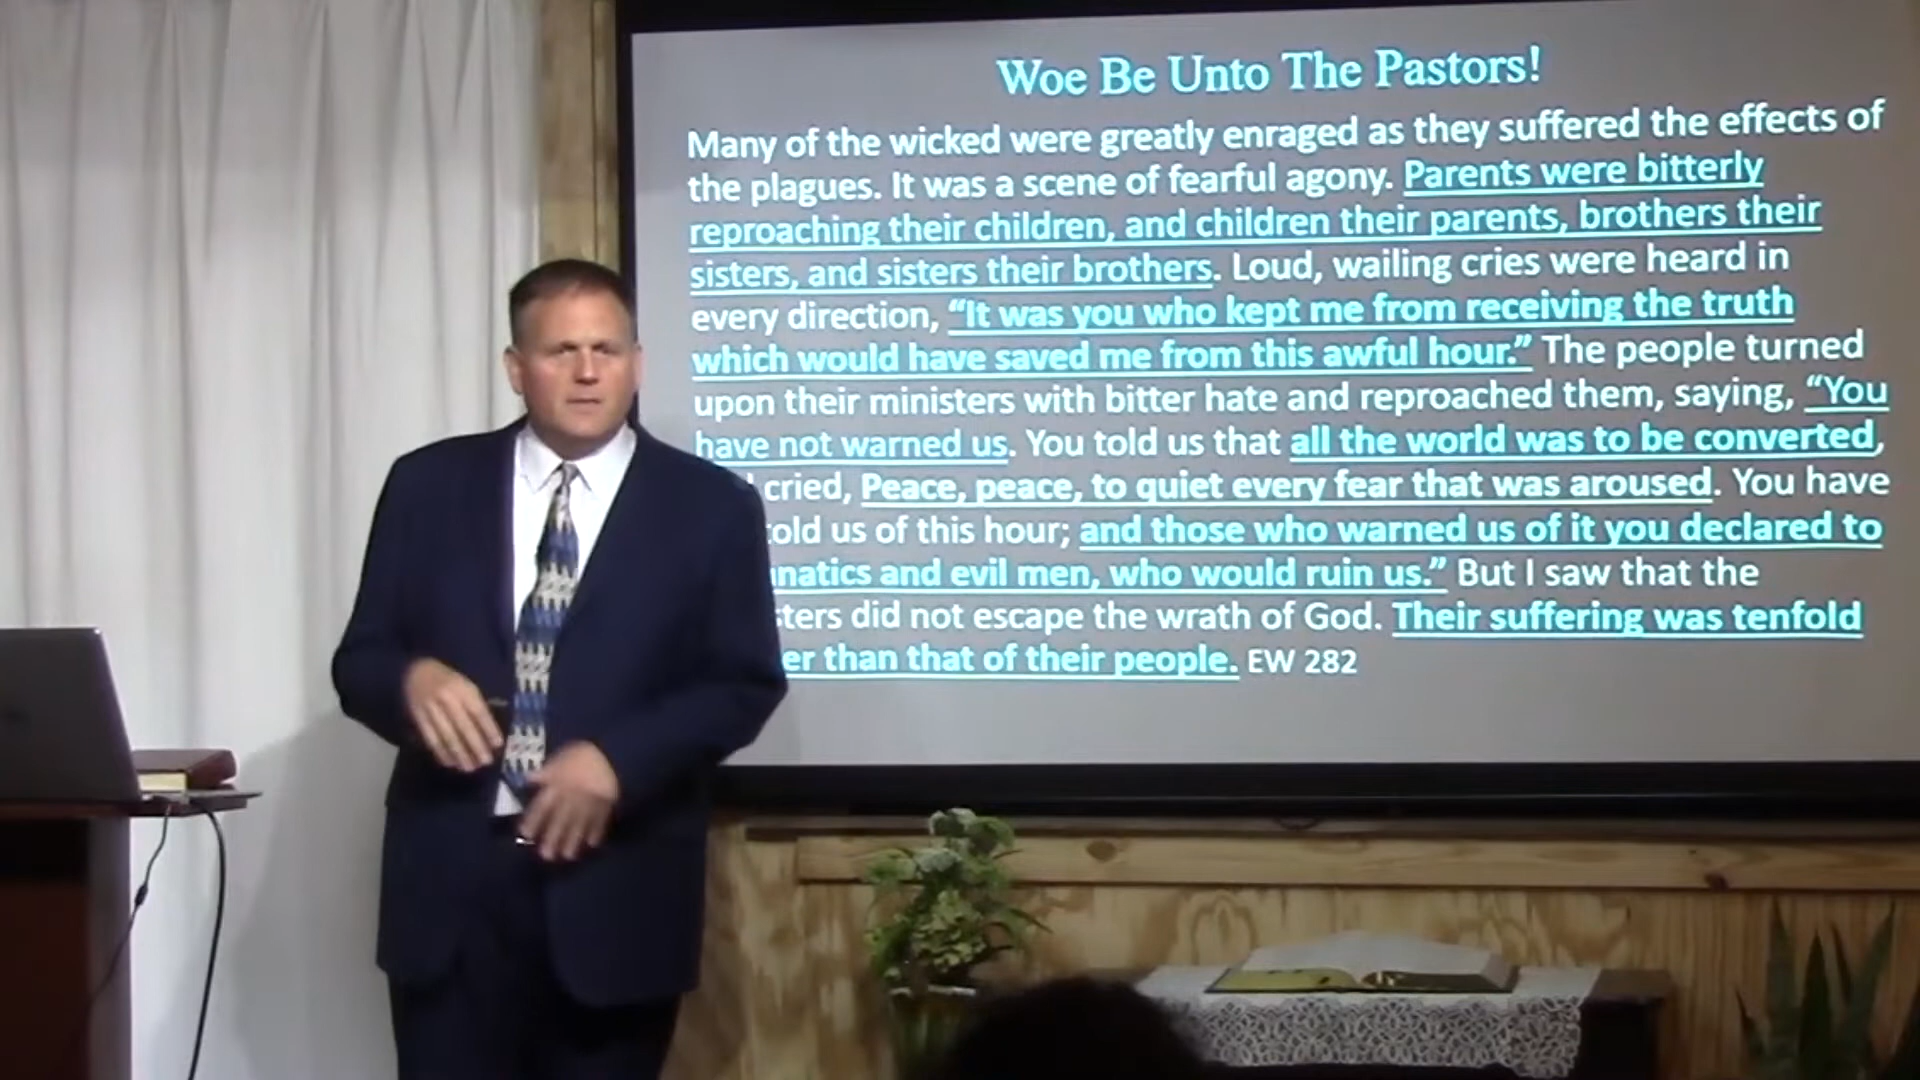 Woe Be Unto The Pastors!
Many of the wicked were greatly enraged as they suffered the effects of
the plagues. It was a scene of fearful agony. Parents were bitterly
reproaching their children, and children their parents, brothers their
sisters, and sisters their brothers. Loud, wailing cries were heard in
every direction, “It was you who kept me from receiving the truth
which would have saved me from this awful hour.” The people turned
upon their ministers with bitter hate and reproached them, saying, “You
have not warned us. You told us that all the world was to be converted,
cried, Peace, peace, to quiet every fear that was aroused. You have
told us of this hour; and those who warned us of it you declared to
and evil men, who would ruin us.” But I saw that the
did not escape the wrath of God. Their suffering was tenfold
than that of their people. EW 282